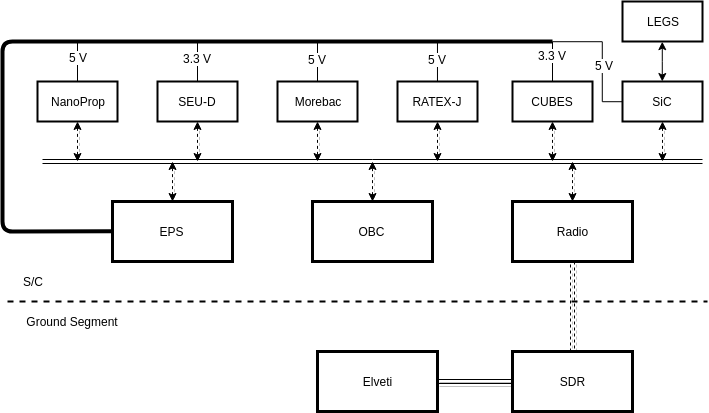 LEGS
5 V
3.3 V
5 V
5 V
3.3 V
5 V
NanoProp
SEU-D
Morebac
RATEX-J
CUBES
SiC
EPS
OBC
Radio
S/C
Ground Segment
Elveti
SDR